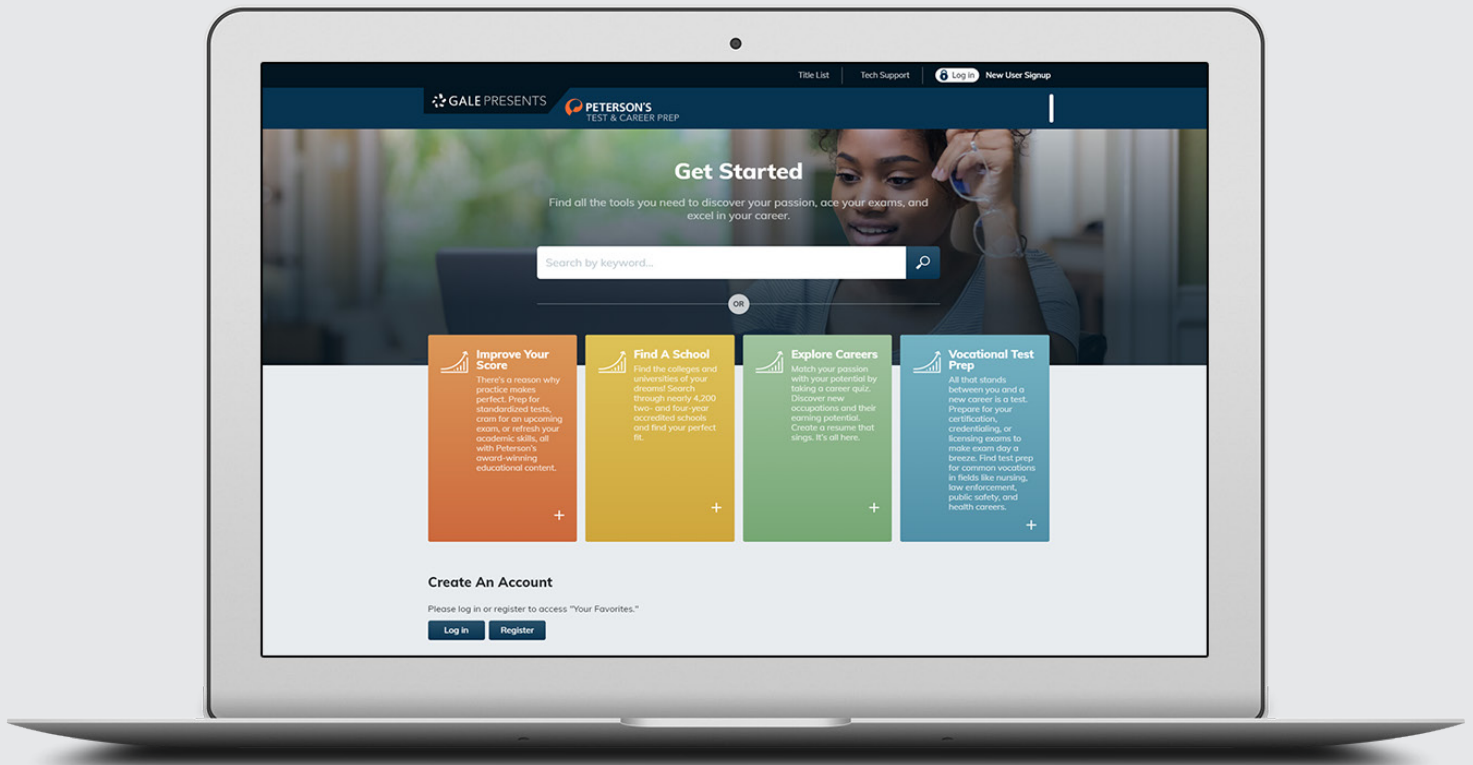 Title List
Tech Support
Log in
New User Signup
GALE PRESENTS
PETERSON'S
TEST & CAREER PREP
Get Started
Find all the tools you need to discover your passion, ace your exams, and
excel in your career.
Search by keyword...
OR
Improve Your
Score
There's a reason why
practice makes
perfect. Prep for
standardized tests,
cram for an upcoming
exam, or refresh your
academic skills, all
with Peterson's
award-winning
educational content.
+
Find A School
Find the colleges and
universities of your
dreams! Search
through nearly 4,200
two- and four-year
accredited schools
and find your perfect
fit.
+
Explore Careers
Match your passion
with your potential by
taking a career quiz.
Discover new
occupations and their
earning potential.
Create a resume that
sings. It's all here.
+
Vocational Test
Prep
All that stands
between you and a
new career is a test.
Prepare for your
certification,
credentialing, or
licensing exams to
make exam day a
breeze. Find test prep
for common vocations
in fields like nursing,
law enforcement,
public safety, and
health careers.
+
Create An Account
Please log in or register to access "Your Favorites."
Log in
Register